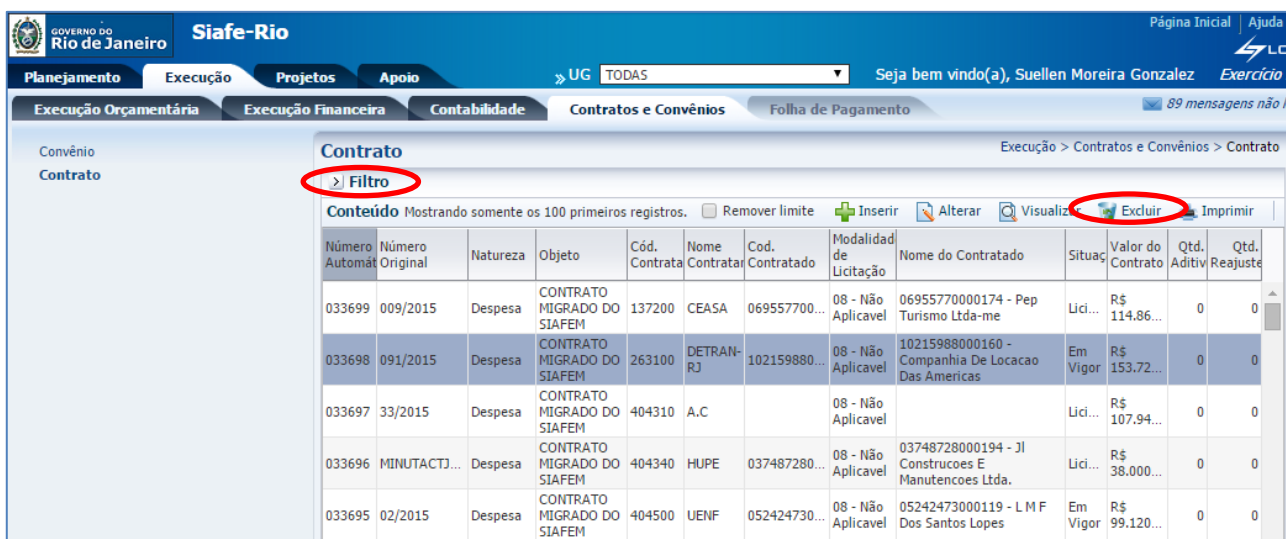 GOVERNO DO
Rio de Janeiro
Siafe-Rio
Página Inicial | Ajuda
Planejamento Execução Projetos Apoio » UG TODAS Seja bem vindo(a), Suellen Moreira Gonzalez Exercício
Execução Orçamentária Execução Financeira Contabilidade Contratos e Convênios Folha de Pagamento 89 mensagens não
Convênio
Contrato
Contrato Execução > Contratos e Convênios > Contrato
Filtro
Conteúdo Mostrando somente os 100 primeiros registros. Remover limite Inserir Alterar Visualizar Excluir Imprimir
Número Automát Número Original Natureza Objeto Cód. Contrata Nome Contratan Cod. Contratado Modalidad de Licitação Nome do Contratado Situaç Valor do Contrato Qtd. Aditiv Qtd. Reajuste
033699 009/2015 Despesa CONTRATO MIGRADO DO SIAFEM 137200 CEASA 069557700... 08 - Não Aplicavel 06955770000174 - Pep Turismo Ltda-me Lici... R$ 114.86... 0 0
033698 091/2015 Despesa CONTRATO MIGRADO DO SIAFEM 263100 DETRAN-RJ 102159880... 08 - Não Aplicavel 10215988000160 - Companhia De Locacao Das Americas Em Vigor R$ 153.72... 0 0
033697 33/2015 Despesa CONTRATO MIGRADO DO SIAFEM 404310 A.C 08 - Não Aplicavel Lici... R$ 107.94... 0 0
033696 MINUTACTJ... Despesa CONTRATO MIGRADO DO SIAFEM 404340 HUPE 037487280... 08 - Não Aplicavel 03748728000194 - Jl Construcoes E Manutencoes Ltda. Lici... R$ 38.000... 0 0
033695 02/2015 Despesa CONTRATO MIGRADO DO SIAFEM 404500 UENF 052424730... 08 - Não Aplicavel 05242473000119 - L M F Dos Santos Lopes Em Vigor R$ 99.120... 0 0